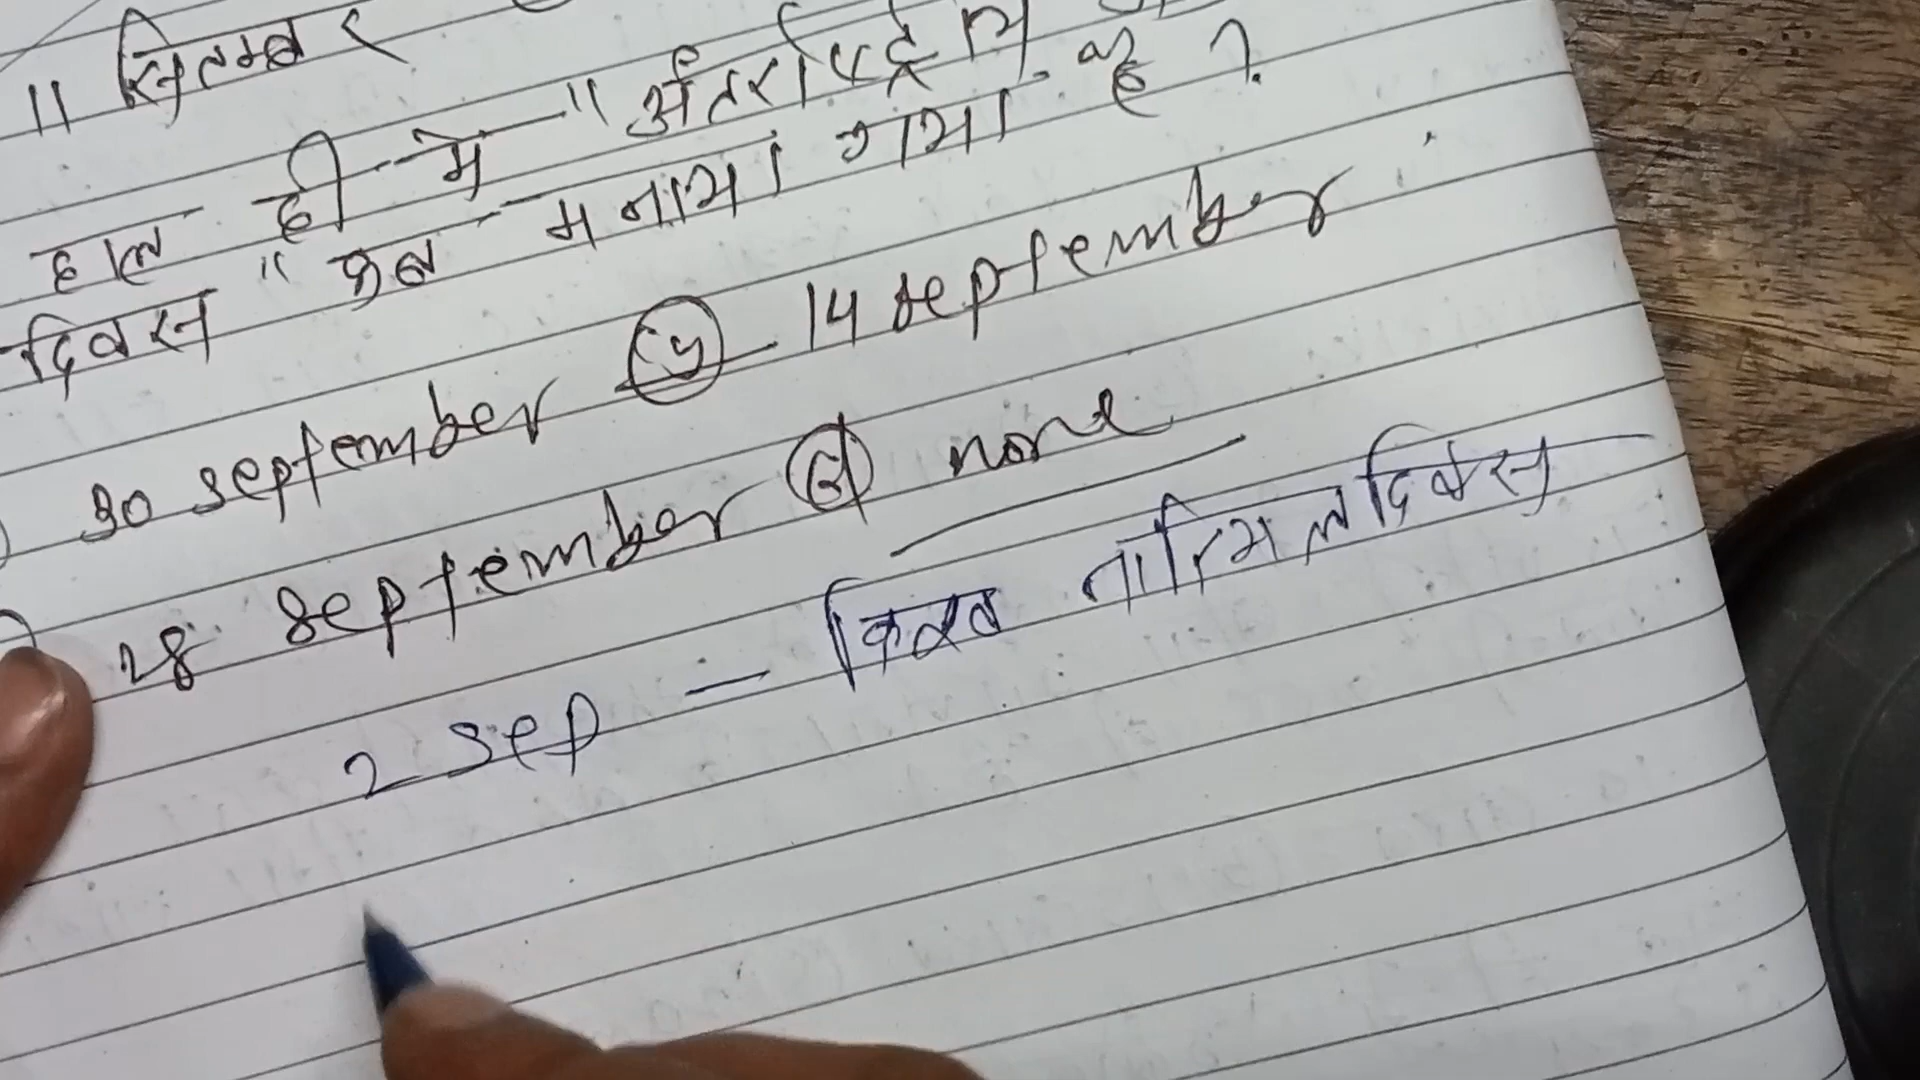 11 सितम्बर
हाल ही में "अंतर्राष्ट्रीय
दिवस" कब मनाया गया है ?
30 september 14 september
28 september none
2 sep - विश्व नारियल दिवस